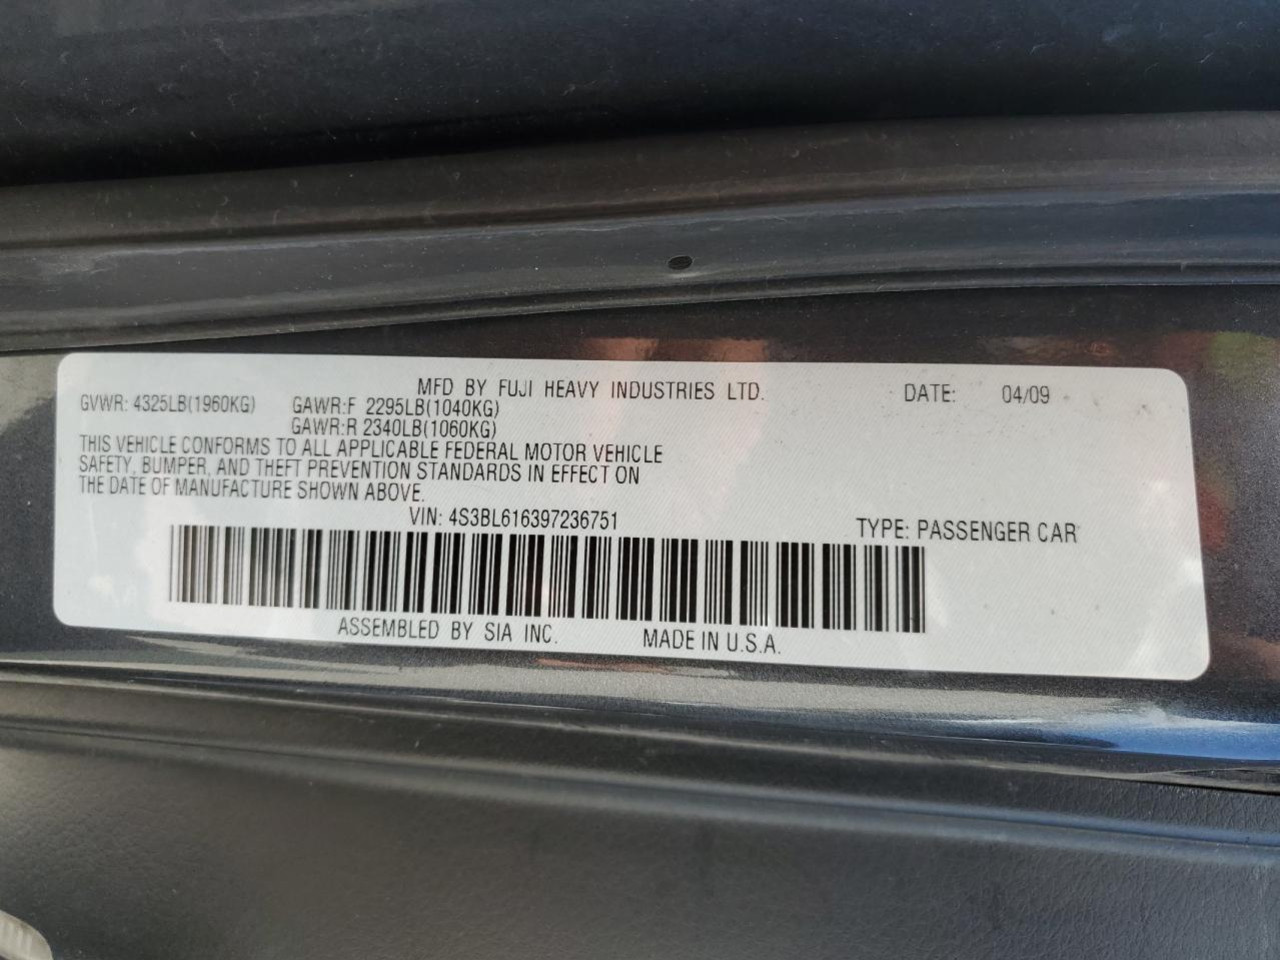 MFD BY FUJI HEAVY INDUSTRIES LTD. DATE: 04/09
GVWR: 4325LB(1960KG) GAWR:F 2295LB(1040KG)
GAWR:R 2340LB(1060KG)
THIS VEHICLE CONFORMS TO ALL APPLICABLE FEDERAL MOTOR VEHICLE
SAFETY, BUMPER, AND THEFT PREVENTION STANDARDS IN EFFECT ON
THE DATE OF MANUFACTURE SHOWN ABOVE.
VIN: 4S3BL616397236751 TYPE: PASSENGER CAR
ASSEMBLED BY SIA INC. MADE IN U.S.A.